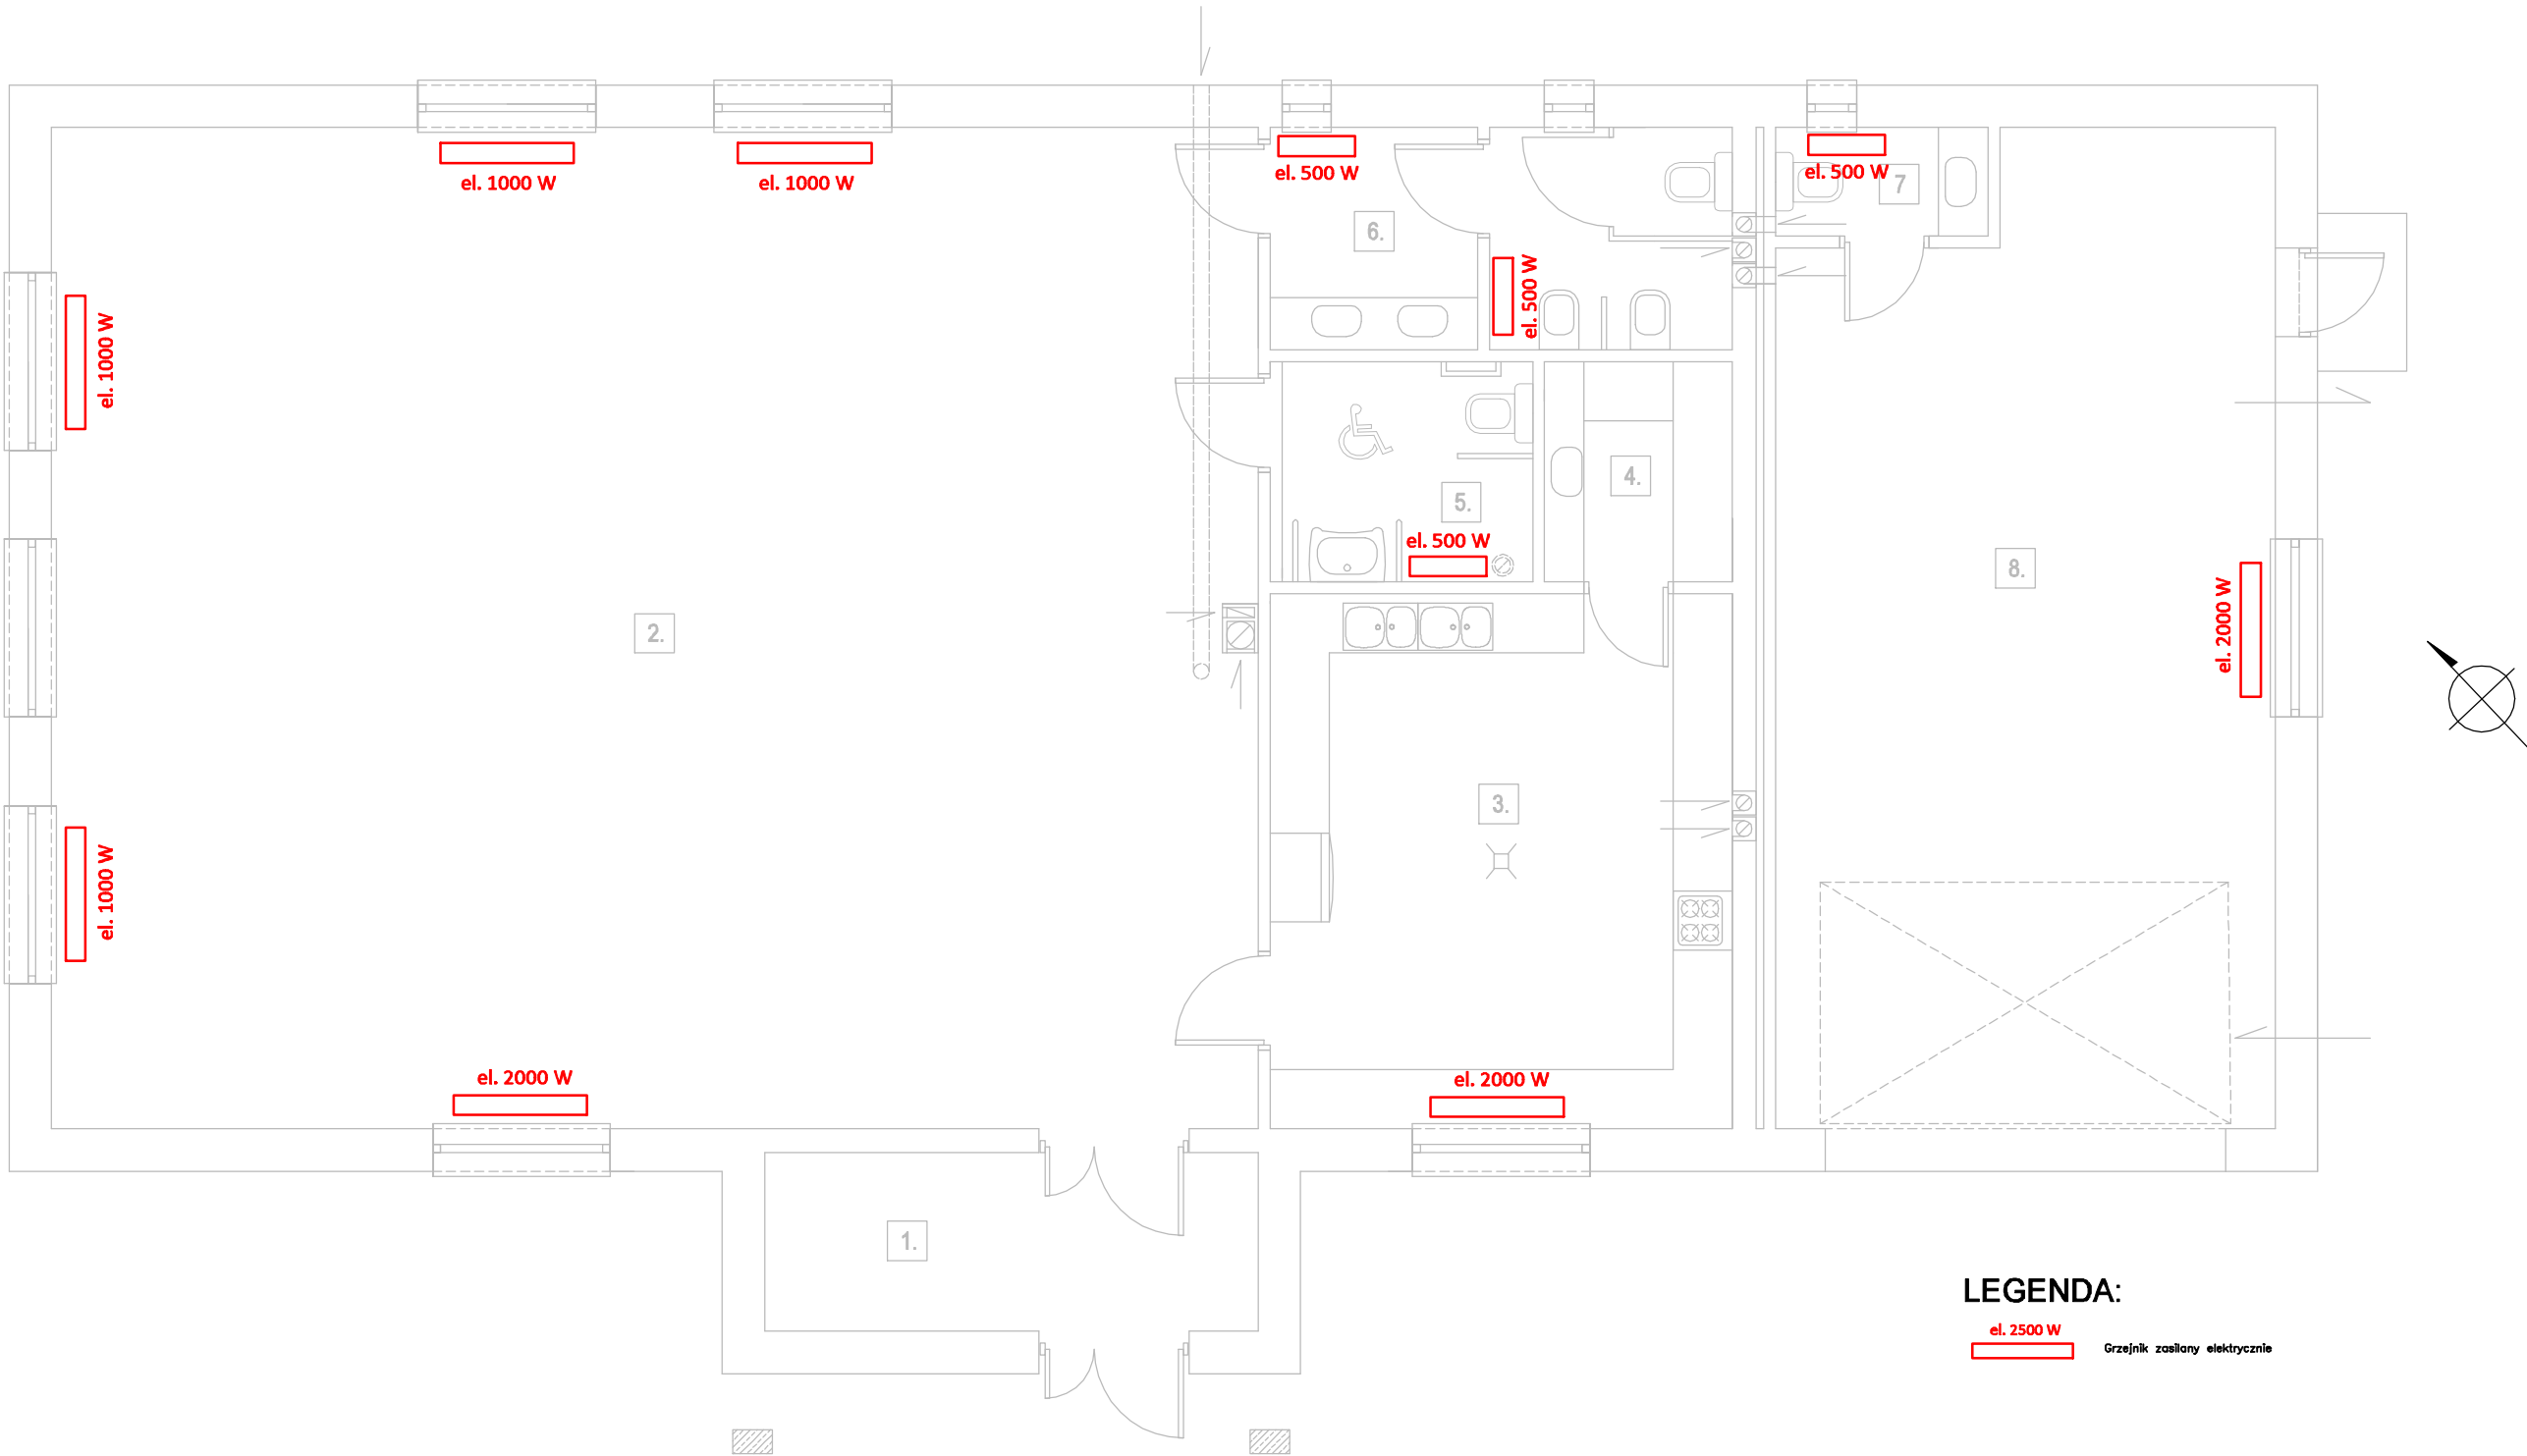 el. 1000 W
el. 1000 W
el. 500 W
el. 500 W
7
6.
el. 500 W
el. 1000 W
4.
5.
el. 500 W
8.
2.
el. 2000 W
3.
el. 1000 W
el. 2000 W
el. 2000 W
1.
LEGENDA:
el. 2500 W
Grzejnik zasilany elektrycznie